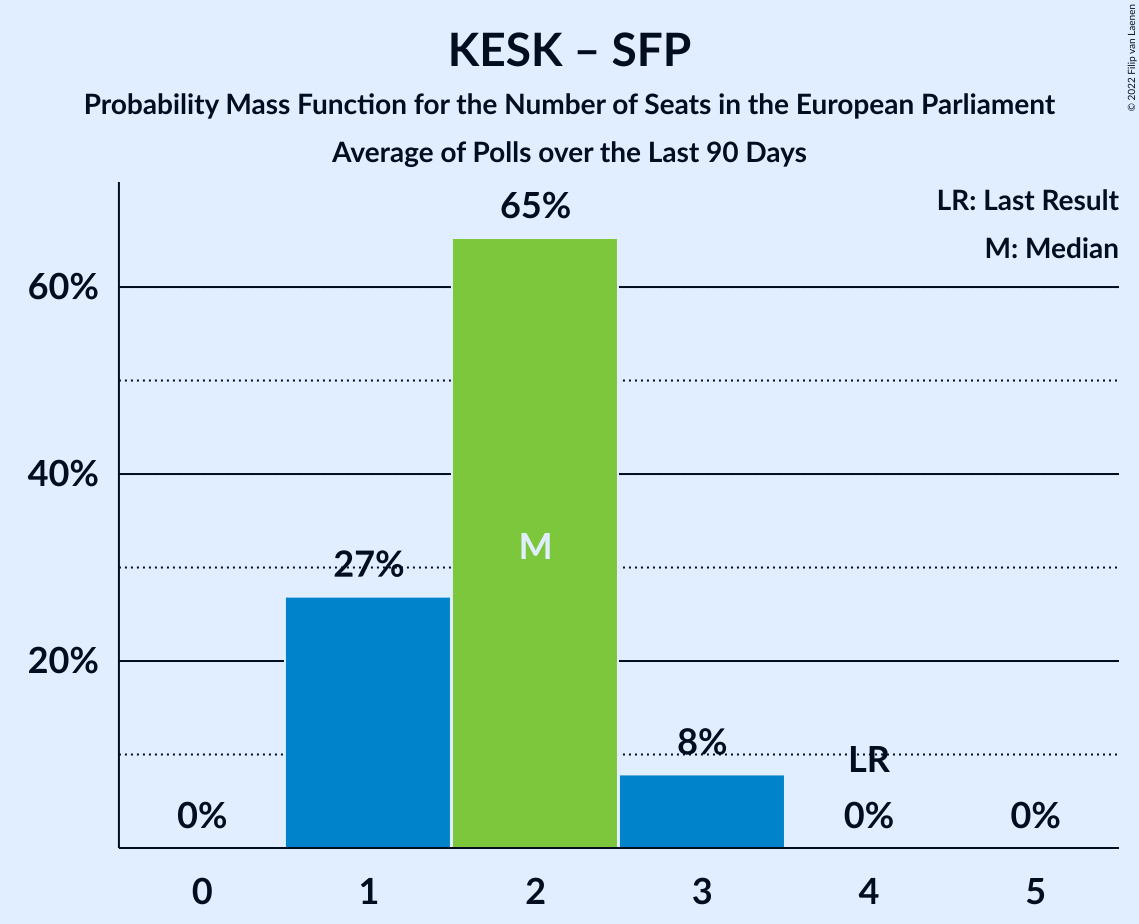 KESK – SFP
Probability Mass Function for the Number of Seats in the European Parliament
Average of Polls over the Last 90 Days
© 2022 Filip van Laenen
LR: Last Result
M: Median
65%
60%
40%
M
27%
20%
8%
LR
0%
0%
0%
0
1
2
3
4
5